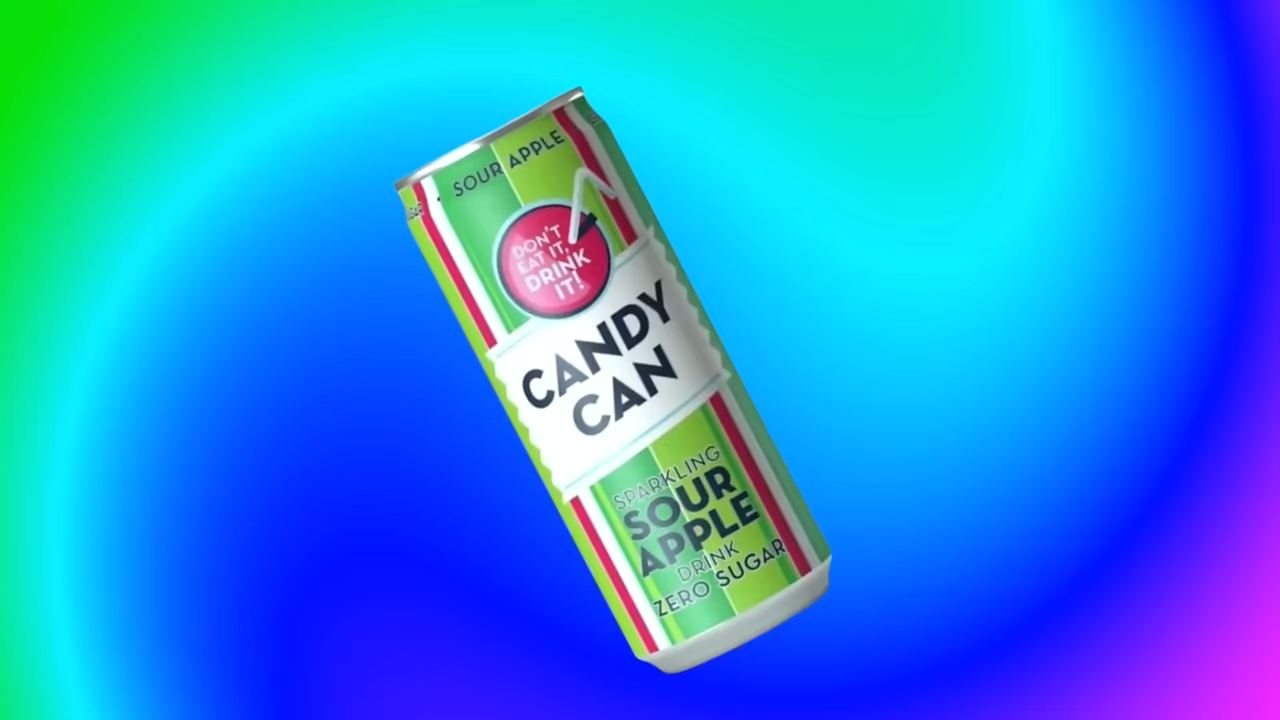 SOUR APPLE
DON'T
EAT IT,
DRINK
IT!
CANDY
CAN
SPARKLING
SOUR
APPLE
DRINK
ZERO SUGAR